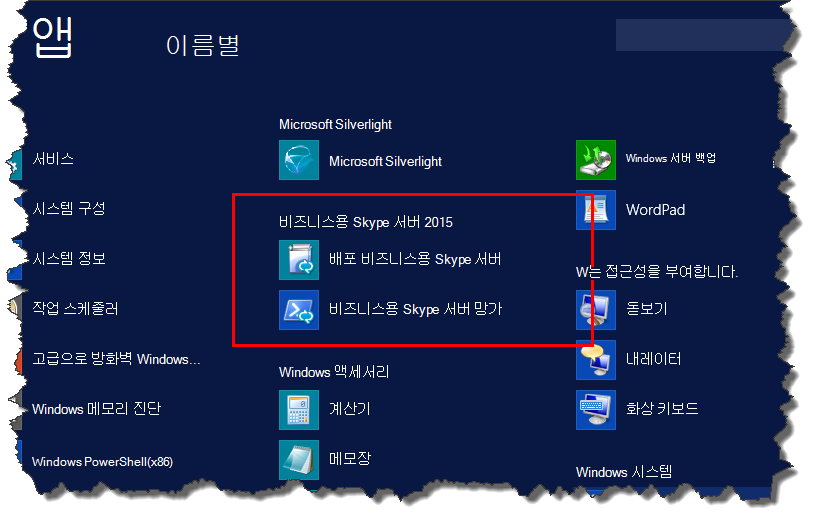 앱
이름별
서비스
시스템 구성
시스템 정보
작업 스케줄러
고급으로 방화벽 Windows...
Windows 메모리 진단
Windows PowerShell(x86)
Microsoft Silverlight
Microsoft Silverlight
비즈니스용 Skype 서버 2015
배포 비즈니스용 Skype 서버
비즈니스용 Skype 서버 망가
Windows 액세서리
계산기
메모장
Windows 서버 백업
WordPad
W는 접근성을 부여합니다.
돋보기
내레이터
화상 키보드
Windows 시스템